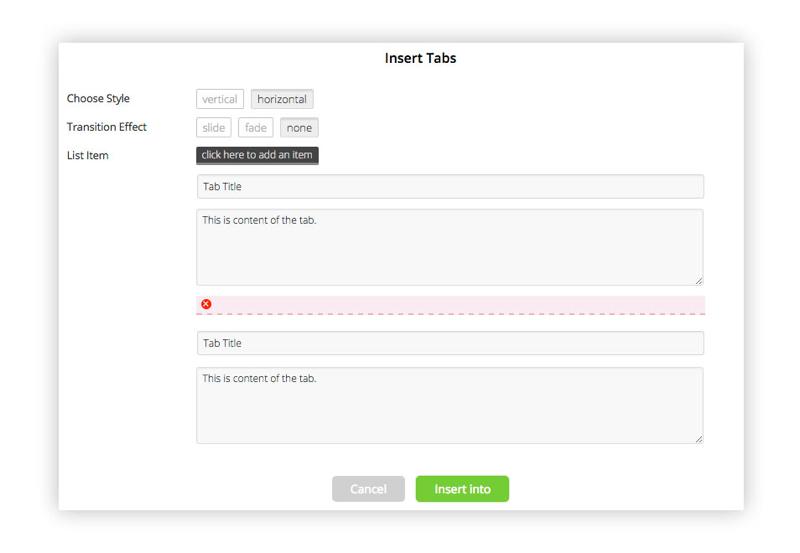 Insert Tabs
Choose Style vertical horizontal
Transition Effect slide fade none
List Item click here to add an item
Tab Title
This is content of the tab.
Tab Title
This is content of the tab.
Cancel Insert into